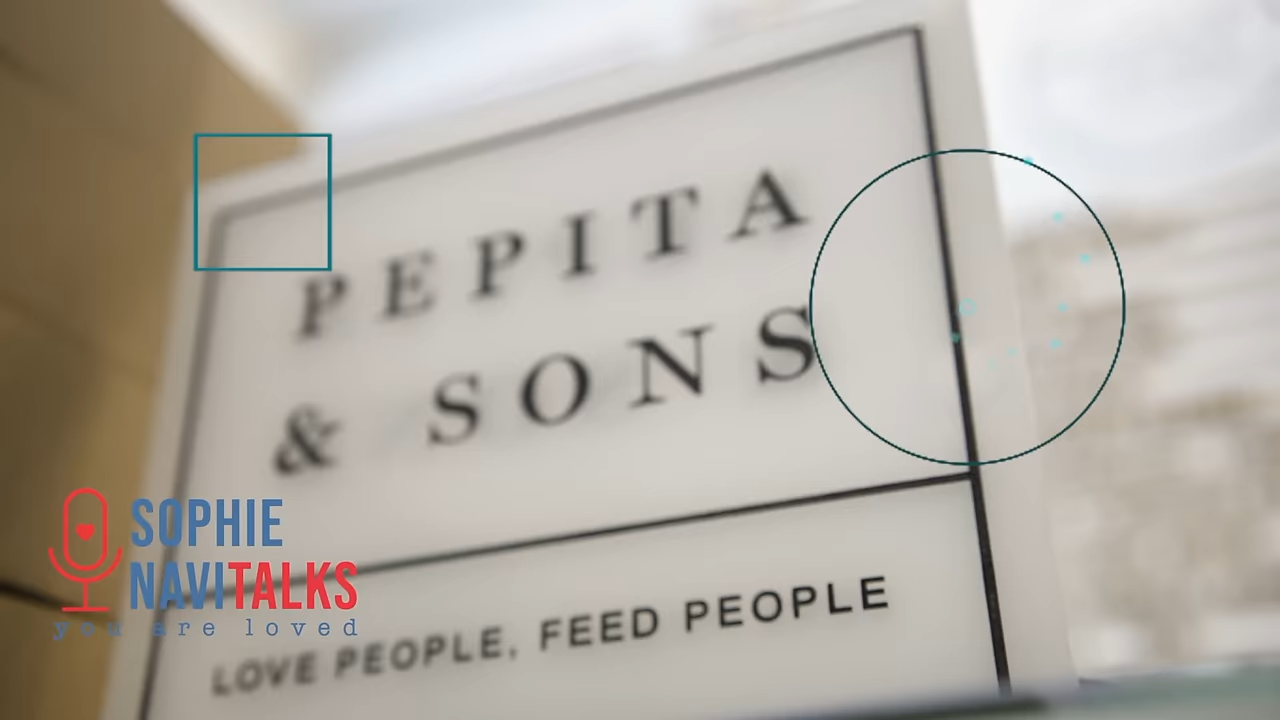 PEPITA
& SONS
LOVE PEOPLE, FEED PEOPLE
SOPHIE
NAVITALKS
you are loved